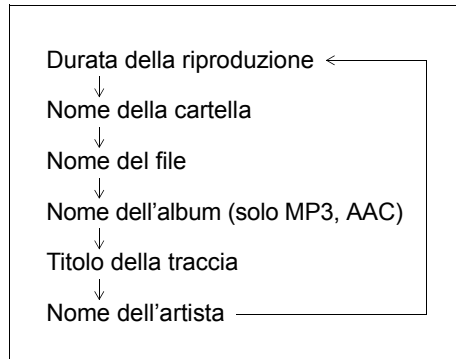 Durata della riproduzione
Nome della cartella
Nome del file
Nome dell'album (solo MP3, AAC)
Titolo della traccia
Nome dell'artista